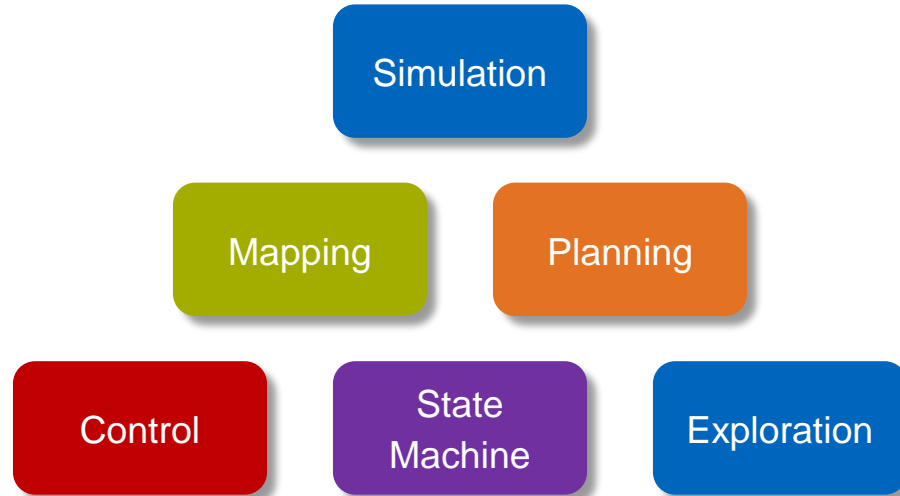 Simulation
Mapping
Planning
Control
State
Machine
Exploration